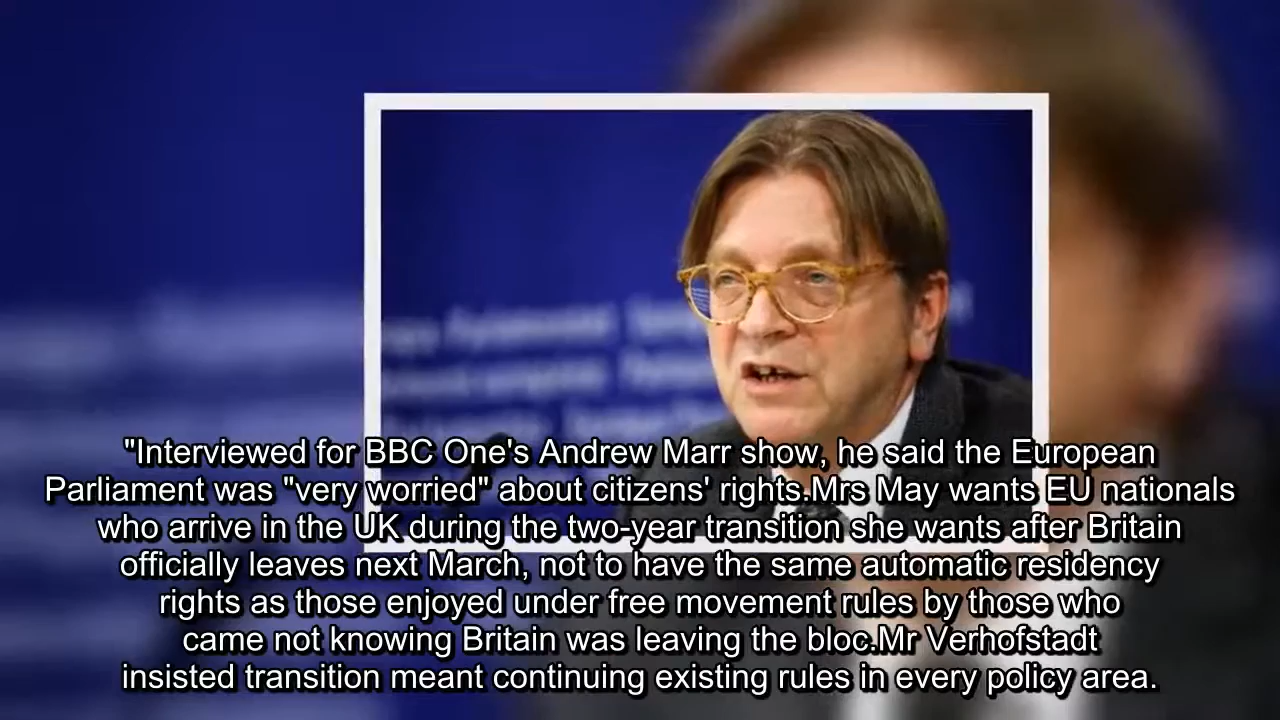 "Interviewed for BBC One's Andrew Marr show, he said the European
Parliament was "very worried" about citizens' rights.Mrs May wants EU nationals
who arrive in the UK during the two-year transition she wants after Britain
officially leaves next March, not to have the same automatic residency
rights as those enjoyed under free movement rules by those who
came not knowing Britain was leaving the bloc.Mr Verhofstadt
insisted transition meant continuing existing rules in every policy area.